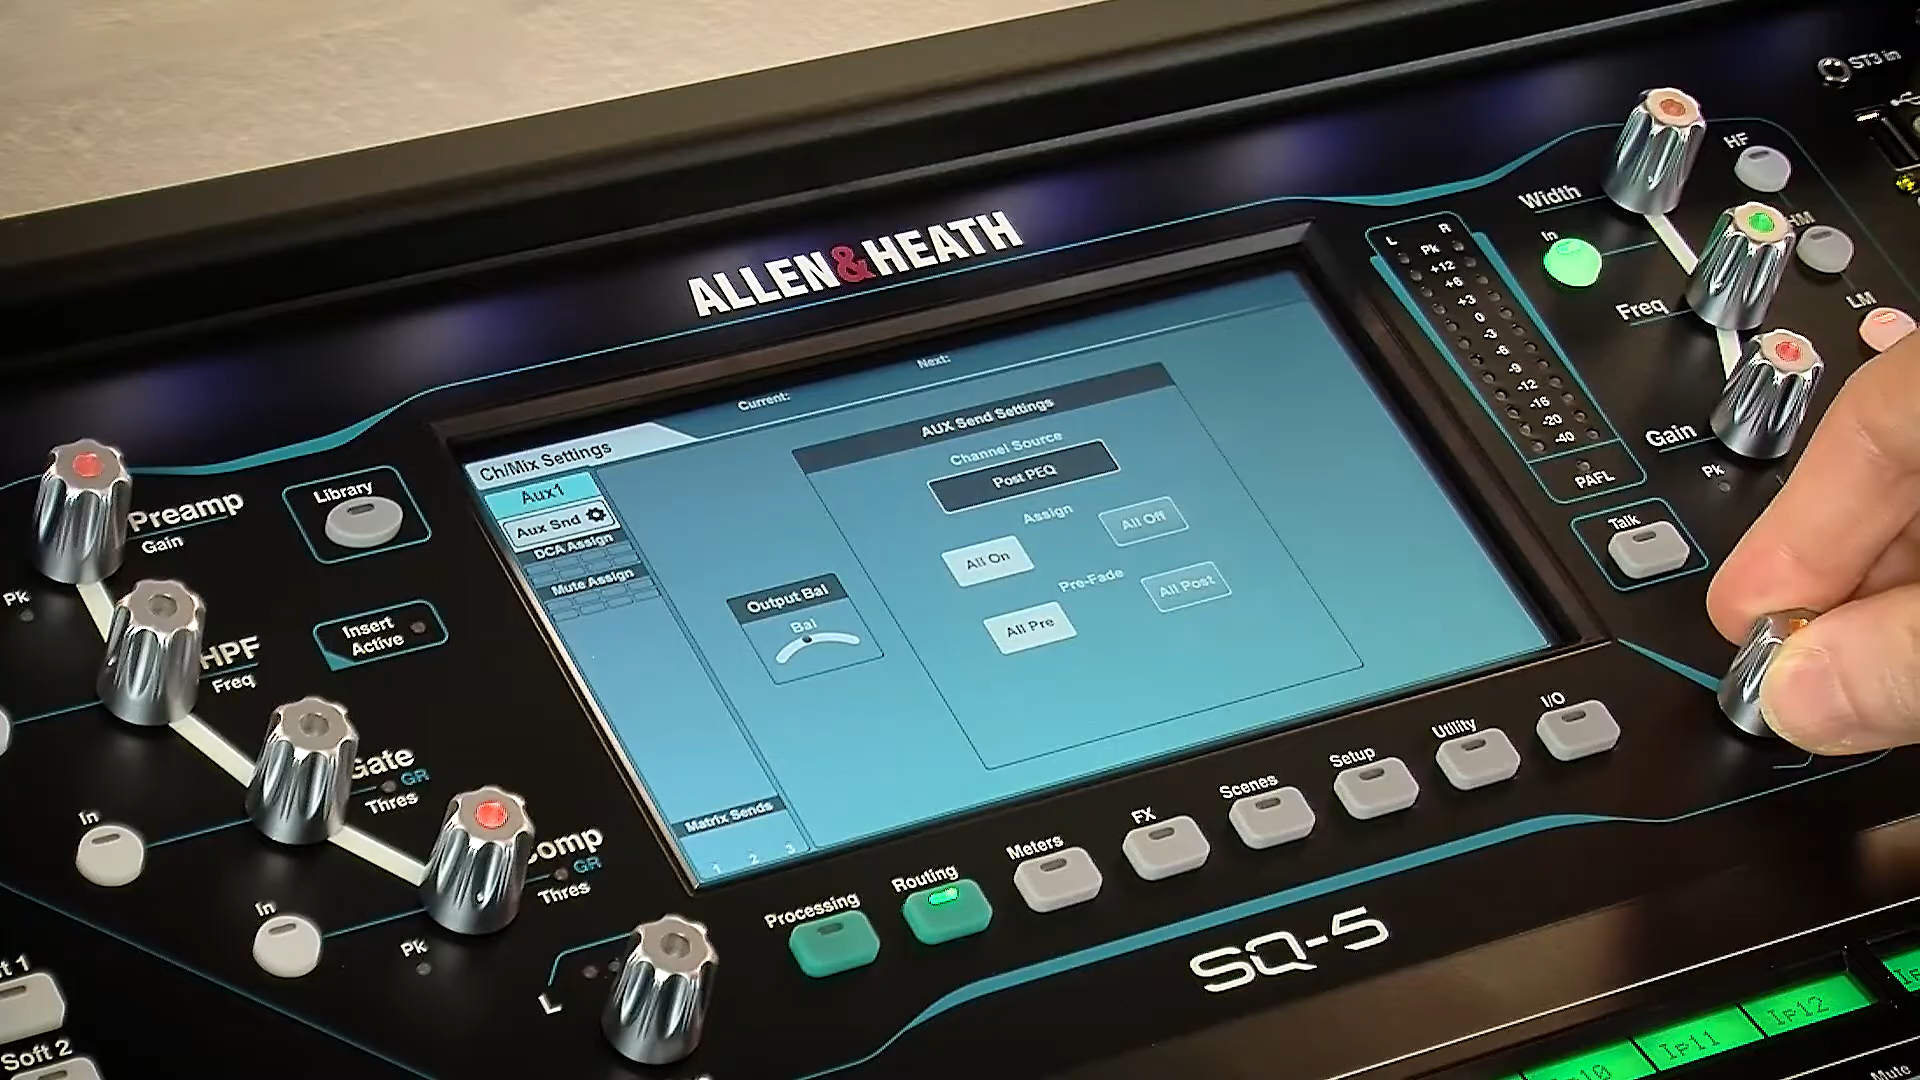 ST3 in
HF
Width
HM
In
Freq
LM
Gain
Pk
ALLEN&HEATH
L R
Pk
+12
+6
+3
0
-3
-6
-9
-12
-16
-20
-40
PAFL
Talk
Next:
Current:
Ch/Mix Settings
Aux1
Aux Snd
DCA Assign
Mute Assign
Output Bal
Bal
AUX Send Settings
Channel Source
Post PEQ
Assign
All On
All Off
Pre-Fade
All Pre
All Post
Matrix Sends
1 2 3
Preamp
Gain
Library
Pk
HPF
Freq
Insert
Active
Gate
GR
Thres
In
Comp
GR
Thres
In
Pk
L
Soft 2
Processing
Routing
Meters
FX
Scenes
Setup
Utility
I/O
SQ-5
Ip11
Ip12
Mute